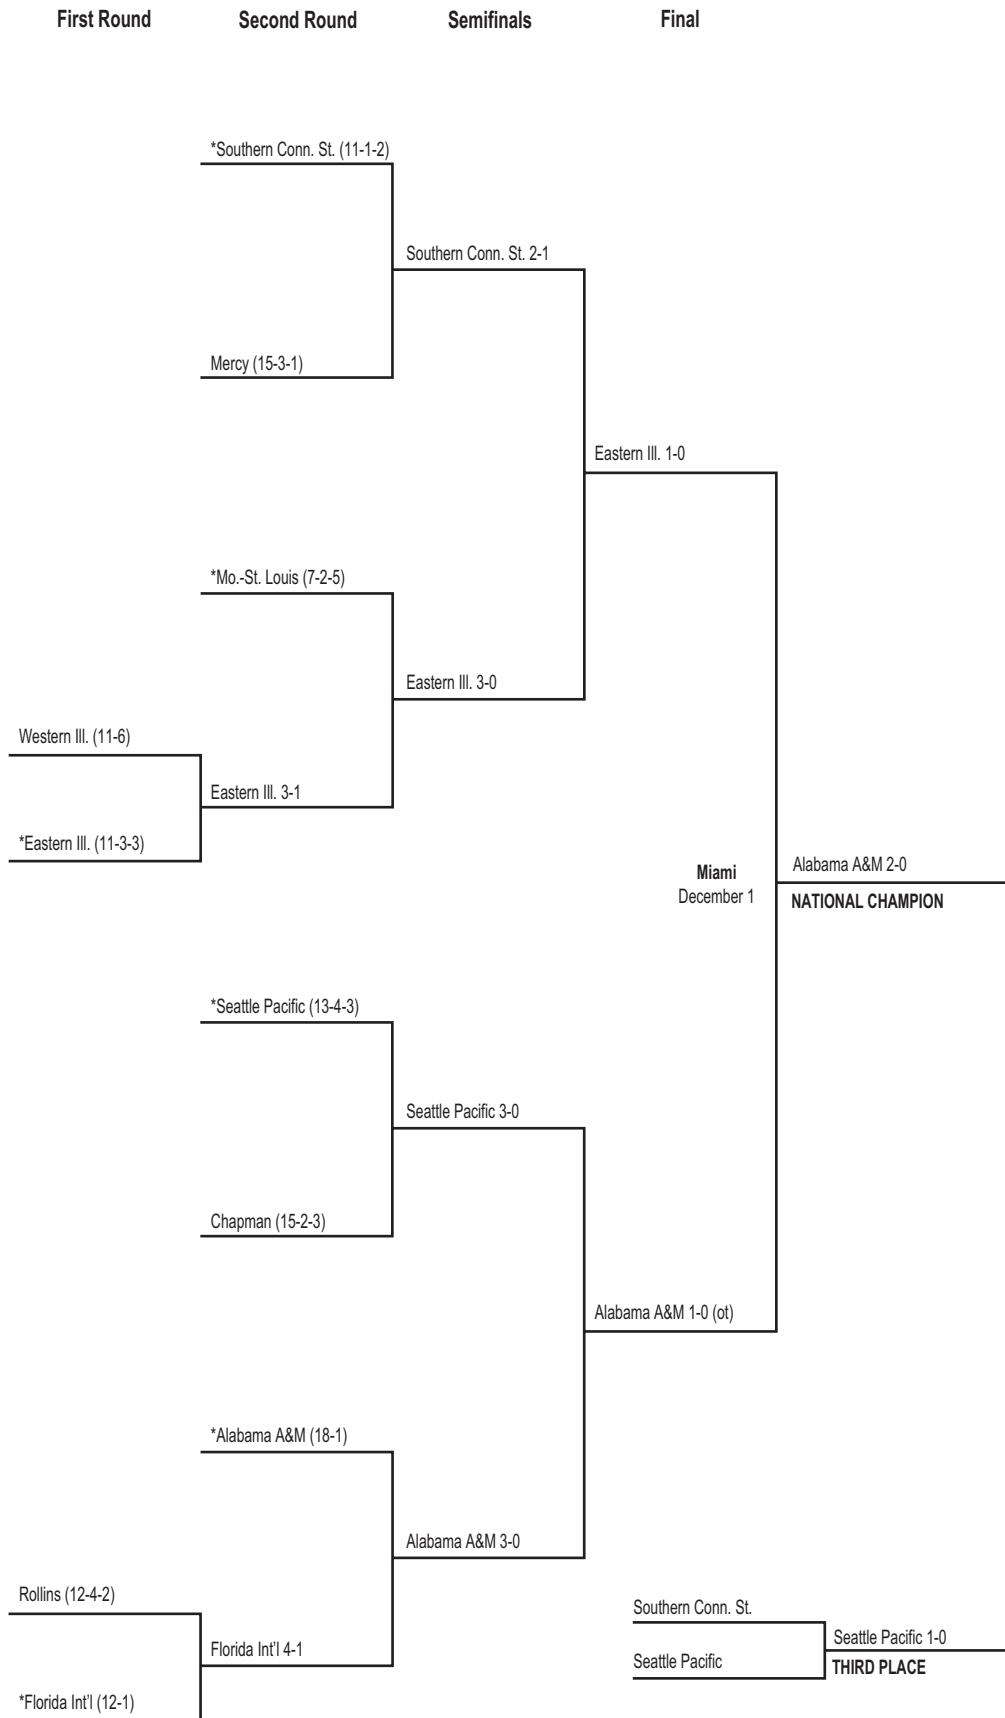 First Round
Second Round
Semifinals
Final
*Southern Conn. St. (11-1-2)
Southern Conn. St. 2-1
Mercy (15-3-1)
Eastern Ill. 1-0
*Mo.-St. Louis (7-2-5)
Eastern Ill. 3-0
Western Ill. (11-6)
Eastern Ill. 3-1
*Eastern Ill. (11-3-3)
Miami
December 1
Alabama A&M 2-0
NATIONAL CHAMPION
*Seattle Pacific (13-4-3)
Seattle Pacific 3-0
Chapman (15-2-3)
Alabama A&M 1-0 (ot)
*Alabama A&M (18-1)
Alabama A&M 3-0
Rollins (12-4-2)
Florida Int'l 4-1
*Florida Int'l (12-1)
Southern Conn. St.
Seattle Pacific 1-0
Seattle Pacific
THIRD PLACE